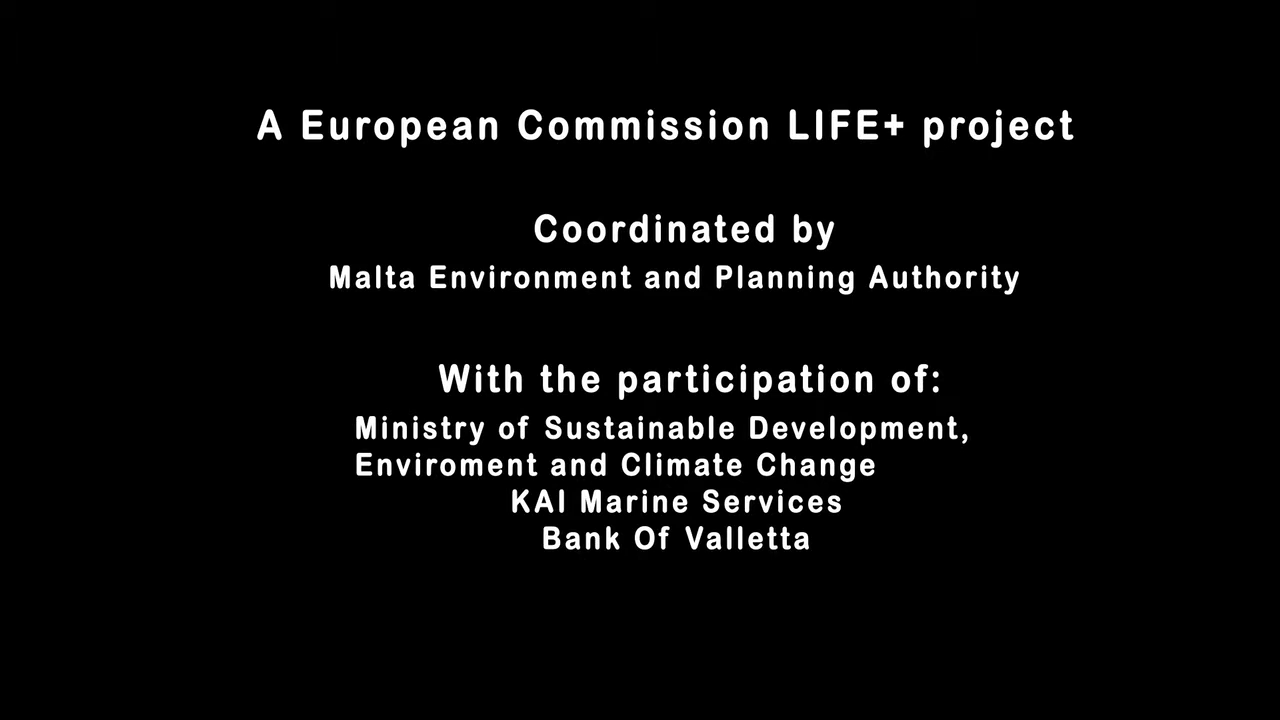 A European Commission LIFE+ project
Coordinated by
Malta Environment and Planning Authority
With the participation of:
Ministry of Sustainable Development,
Enviroment and Climate Change
KAI Marine Services
Bank Of Valletta